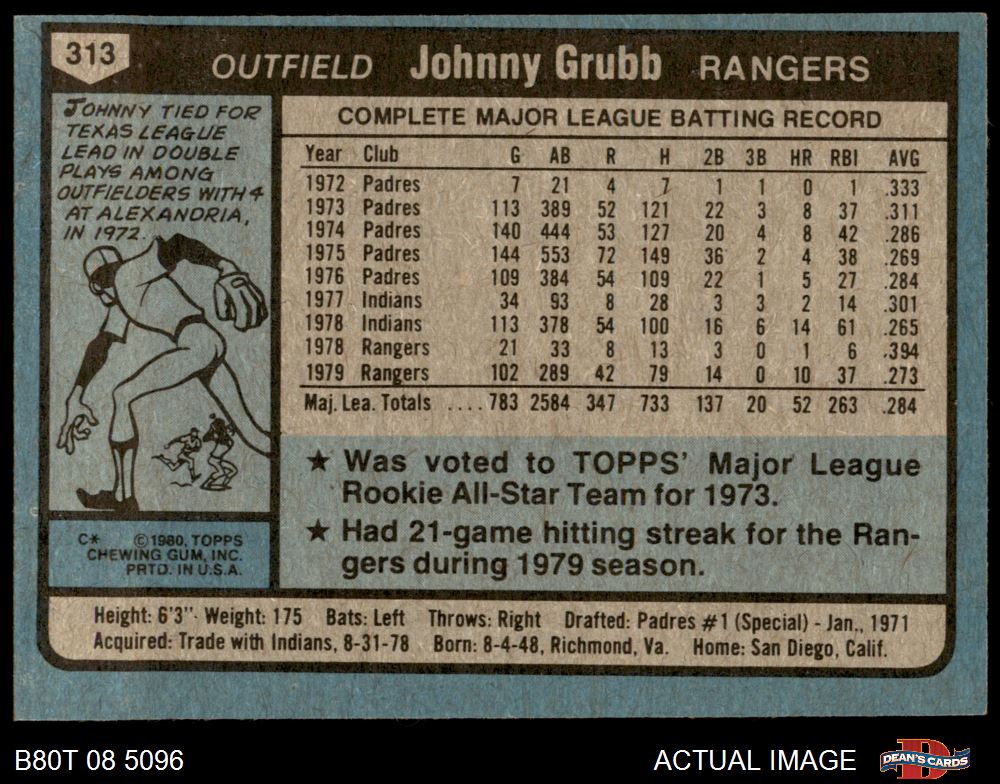 313
OUTFIELD Johnny Grubb RANGERS
JOHNNY TIED FOR
TEXAS LEAGUE
LEAD IN DOUBLE
PLAYS AMONG
OUTFIELDERS WITH 4
AT ALEXANDRIA,
IN 1972.
C* ©1980, TOPPS
CHEWING GUM, INC.
PRTD. IN U.S.A.
COMPLETE MAJOR LEAGUE BATTING RECORD
Year Club G AB R H 2B 3B HR RBI AVG
1972 Padres 7 21 4 7 1 1 0 1 .333
1973 Padres 113 389 52 121 22 3 8 37 .311
1974 Padres 140 444 53 127 20 4 8 42 .286
1975 Padres 144 553 72 149 36 2 4 38 .269
1976 Padres 109 384 54 109 22 1 5 27 .284
1977 Indians 34 93 8 28 3 3 2 14 .301
1978 Indians 113 378 54 100 16 6 14 61 .265
1978 Rangers 21 33 8 13 3 0 1 6 .394
1979 Rangers 102 289 42 79 14 0 10 37 .273
Maj. Lea. Totals .... 783 2584 347 733 137 20 52 263 .284
★ Was voted to TOPPS' Major League
Rookie All-Star Team for 1973.
★ Had 21-game hitting streak for the Ran-
gers during 1979 season.
Height: 6'3" Weight: 175 Bats: Left Throws: Right Drafted: Padres #1 (Special) - Jan., 1971
Acquired: Trade with Indians, 8-31-78 Born: 8-4-48, Richmond, Va. Home: San Diego, Calif.
B80T 08 5096 ACTUAL IMAGE D DEAN'S CARDS